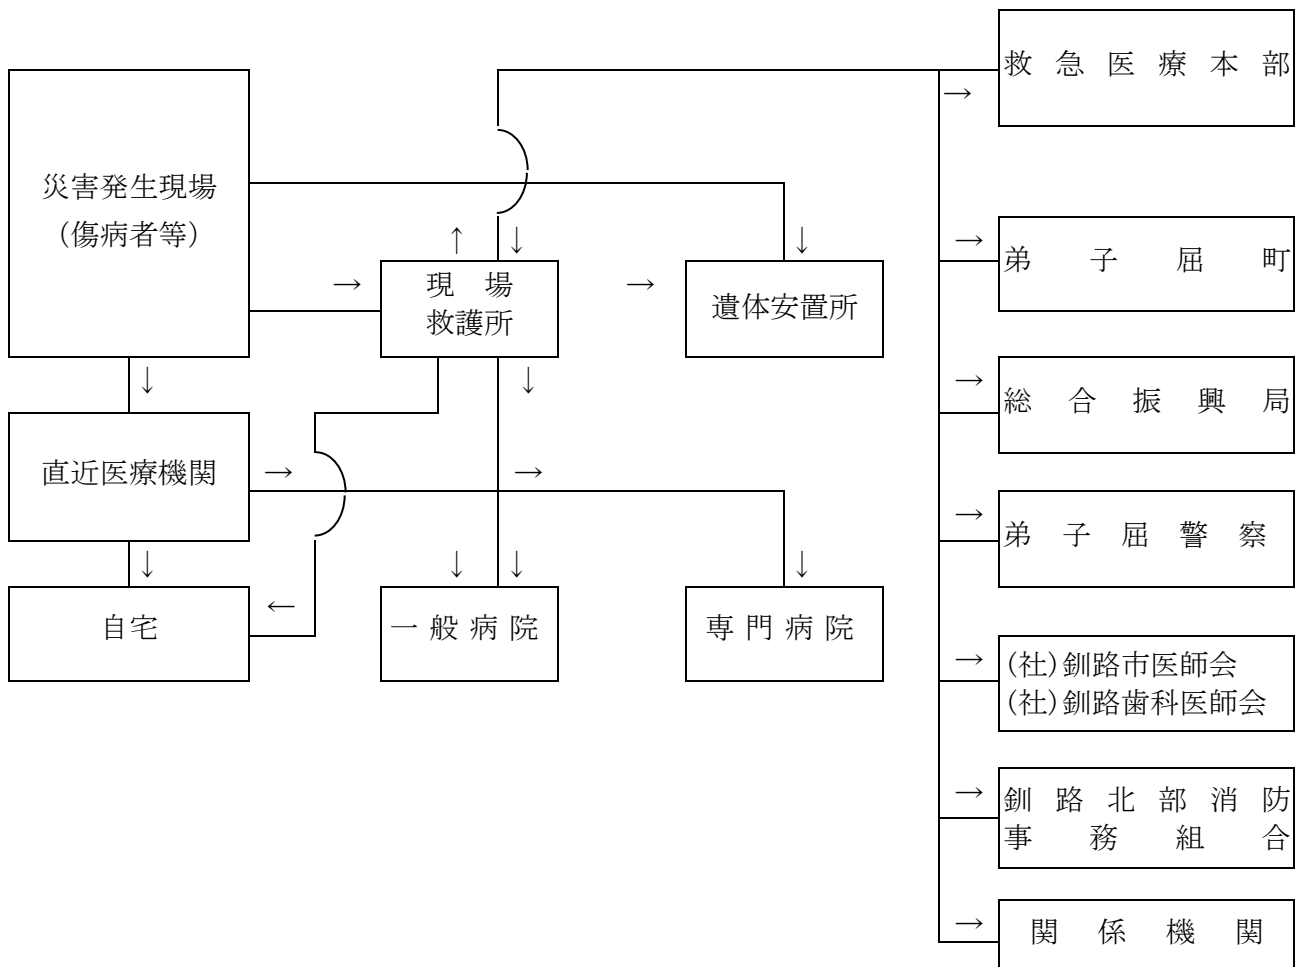 救急医療本部
災害発生現場
(傷病者等)
→
弟子屈町
→
↑ ↓
↓
現場
救護所
→
→
遺体安置所
総合振興局
→
↓
↓
直近医療機関
→
→
弟子屈警察
→
↓
↓ ↓
↓
自宅
←
一般病院
専門病院
→
(社)釧路市医師会
(社)釧路歯科医師会
→
釧路北部消防
事務組合
→
関係機関